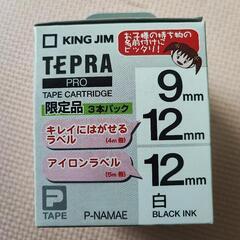 KING JIM
お子様の持ち物の
名前付けに
ピッタリ!
TEPRA
PRO
TAPE CARTRIDGE
限定品 3本パック
9mm
キレイにはがせる
ラベル (4m巻)
12mm
アイロンラベル
(5m巻)
12mm
P
TAPE
P-NAMAE
白
BLACK INK